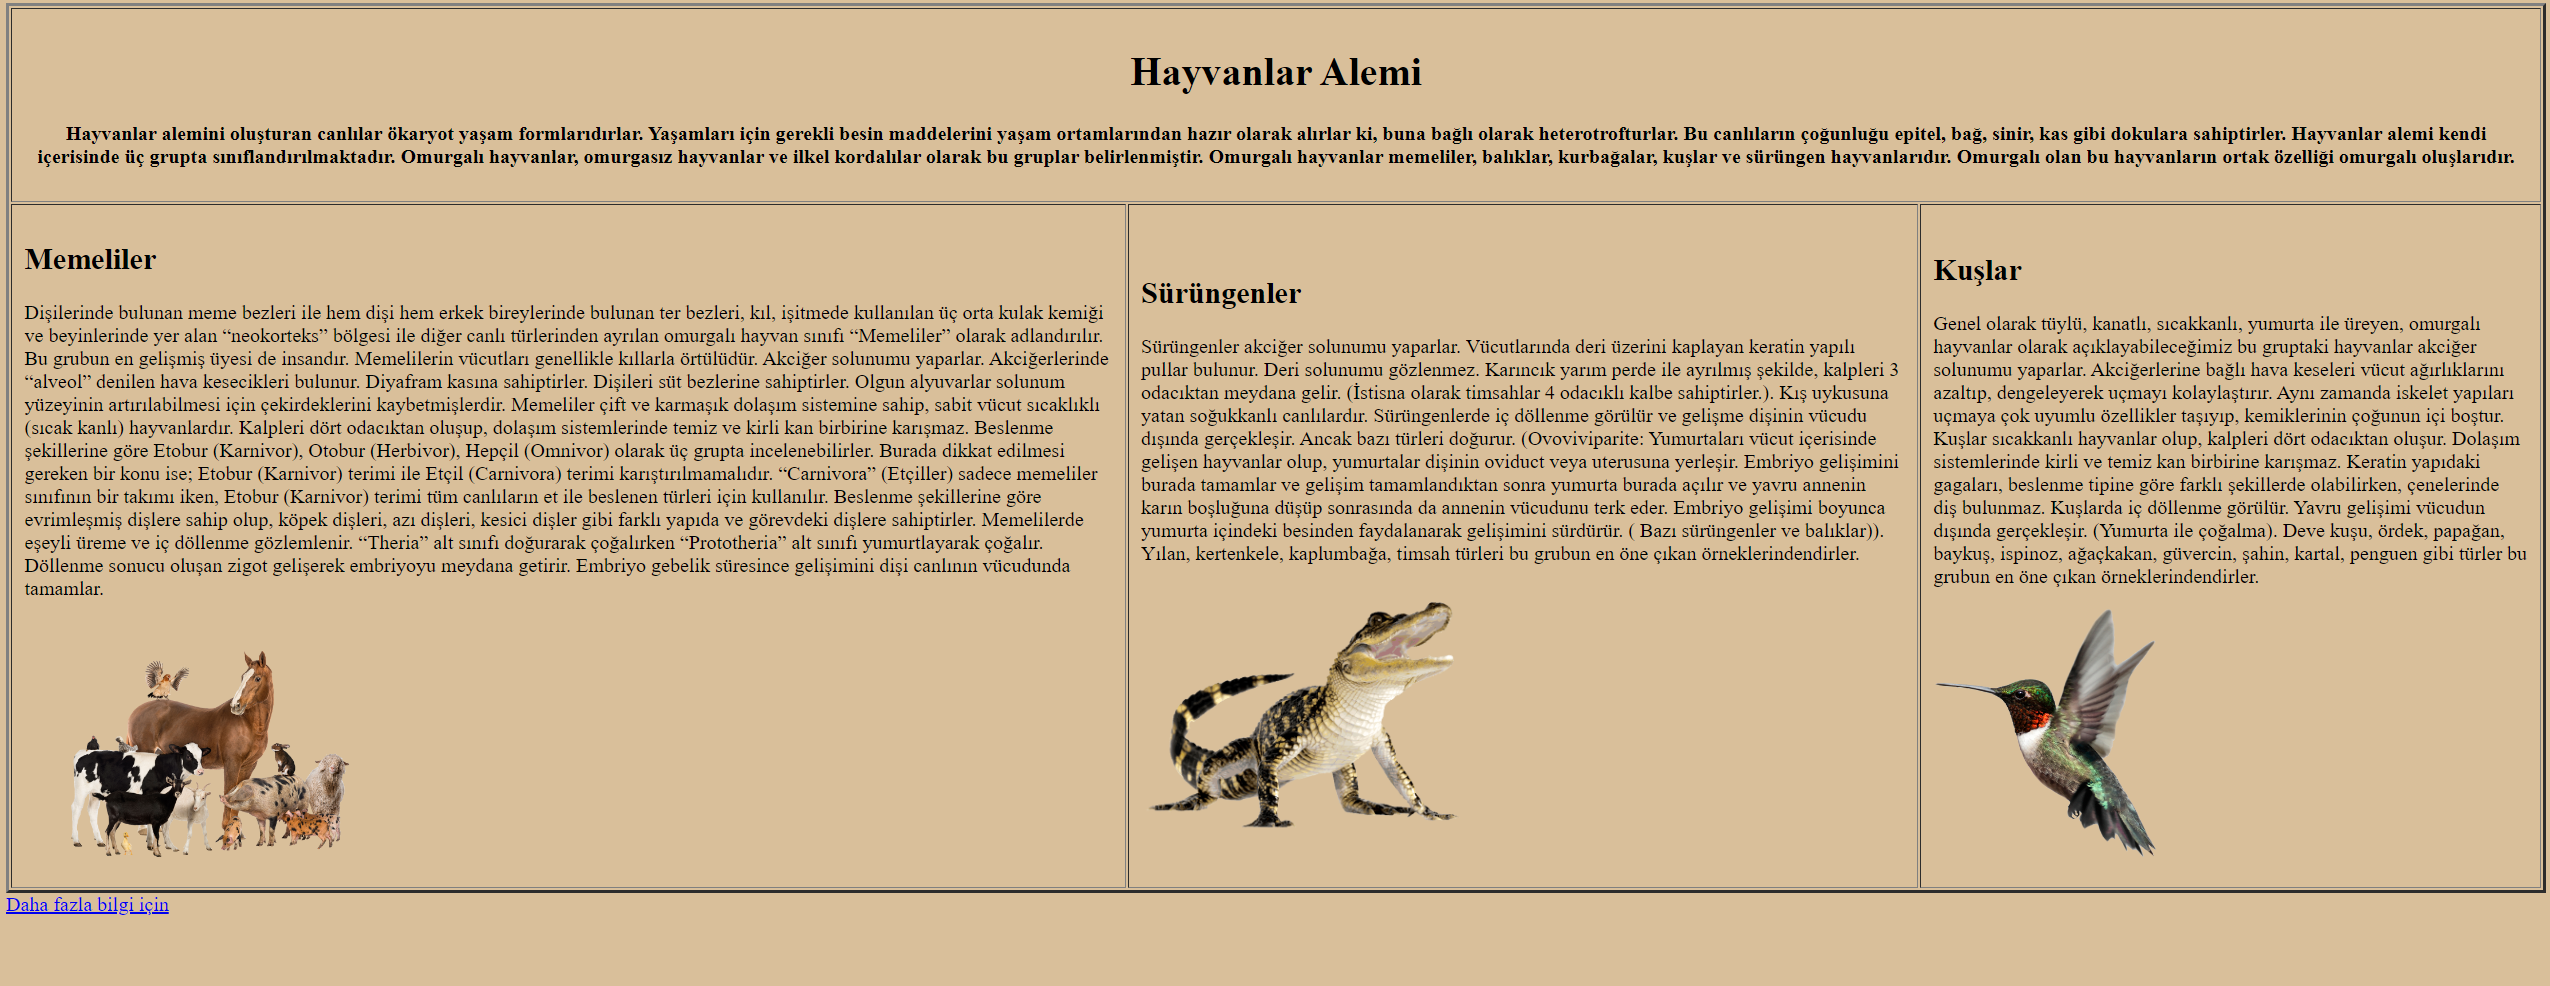 Hayvanlar Alemi
Hayvanlar alemini oluşturan canlılar ökaryot yaşam formlarıdırlar. Yaşamları için gerekli besin maddelerini yaşam ortamlarından hazır olarak alırlar ki, buna bağlı olarak heterotrofturlar. Bu canlıların çoğunluğu epitel, bağ, sinir, kas gibi dokulara sahiptirler. Hayvanlar alemi kendi
içerisinde üç grupta sınıflandırılmaktadır. Omurgalı hayvanlar, omurgasız hayvanlar ve ilkel kordalılar olarak bu gruplar belirlenmiştir. Omurgalı hayvanlar memeliler, balıklar, kurbağalar, kuşlar ve sürüngen hayvanlarıdır. Omurgalı olan bu hayvanların ortak özelliği omurgalı oluşlarıdır.
Memeliler
Dişilerinde bulunan meme bezleri ile hem dişi hem erkek bireylerinde bulunan ter bezleri, kıl, işitmede kullanılan üç orta kulak kemiği
ve beyinlerinde yer alan “neokorteks” bölgesi ile diğer canlı türlerinden ayrılan omurgalı hayvan sınıfı “Memeliler” olarak adlandırılır.
Bu grubun en gelişmiş üyesi de insandır. Memelilerin vücutları genellikle kıllarla örtülüdür. Akciğer solunumu yaparlar. Akciğerlerinde
“alveol” denilen hava kesecikleri bulunur. Diyafram kasına sahiptirler. Dişileri süt bezlerine sahiptirler. Olgun alyuvarlar solunum
yüzeyinin artırılabilmesi için çekirdeklerini kaybetmişlerdir. Memeliler çift ve karmaşık dolaşım sistemine sahip, sabit vücut sıcaklıklı
(sıcak kanlı) hayvanlardır. Kalpleri dört odacıktan oluşup, dolaşım sistemlerinde temiz ve kirli kan birbirine karışmaz. Beslenme
şekillerine göre Etobur (Karnivor), Otobur (Herbivor), Hepçil (Omnivor) olarak üç grupta incelenebilirler. Burada dikkat edilmesi
gereken bir konu ise; Etobur (Karnivor) terimi ile Etçil (Carnivora) terimi karıştırılmamalıdır. “Carnivora” (Etçiller) sadece memeliler
sınıfının bir takımı iken, Etobur (Karnivor) terimi tüm canlıların et ile beslenen türleri için kullanılır. Beslenme şekillerine göre
evrimleşmiş dişlere sahip olup, köpek dişleri, azı dişleri, kesici dişler gibi farklı yapıda ve görevdeki dişlere sahiptirler. Memelilerde
eşeyli üreme ve iç döllenme gözlemlenir. “Theria” alt sınıfı doğurarak çoğalırken “Prototheria” alt sınıfı yumurtlayarak çoğalır.
Döllenme sonucu oluşan zigot gelişerek embriyoyu meydana getirir. Embriyo gebelik süresince gelişimini dişi canlının vücudunda
tamamlar.
Sürüngenler
Sürüngenler akciğer solunumu yaparlar. Vücutlarında deri üzerini kaplayan keratin yapılı
pullar bulunur. Deri solunumu gözlenmez. Karıncık yarım perde ile ayrılmış şekilde, kalpleri 3
odacıktan meydana gelir. (İstisna olarak timsahlar 4 odacıklı kalbe sahiptirler.). Kış uykusuna
yatan soğukkanlı canlılardır. Sürüngenlerde iç döllenme görülür ve gelişme dişinin vücudu
dışında gerçekleşir. Ancak bazı türleri doğurur. (Ovoviviparite: Yumurtaları vücut içerisinde
gelişen hayvanlar olup, yumurtalar dişinin oviduct veya uterusuna yerleşir. Embriyo gelişimini
burada tamamlar ve gelişim tamamlandıktan sonra yumurta burada açılır ve yavru annenin
karın boşluğuna düşüp sonrasında da annenin vücudunu terk eder. Embriyo gelişimi boyunca
yumurta içindeki besinden faydalanarak gelişimini sürdürür. ( Bazı sürüngenler ve balıklar)).
Yılan, kertenkele, kaplumbağa, timsah türleri bu grubun en öne çıkan örneklerindendirler.
Kuşlar
Genel olarak tüylü, kanatlı, sıcakkanlı, yumurta ile üreyen, omurgalı
hayvanlar olarak açıklayabileceğimiz bu gruptaki hayvanlar akciğer
solunumu yaparlar. Akciğerlerine bağlı hava keseleri vücut ağırlıklarını
azaltıp, dengeleyerek uçmayı kolaylaştırır. Aynı zamanda iskelet yapıları
uçmaya çok uyumlu özellikler taşıyıp, kemiklerinin çoğunun içi boştur.
Kuşlar sıcakkanlı hayvanlar olup, kalpleri dört odacıktan oluşur. Dolaşım
sistemlerinde kirli ve temiz kan birbirine karışmaz. Keratin yapıdaki
gagaları, beslenme tipine göre farklı şekillerde olabilirken, çenelerinde
diş bulunmaz. Kuşlarda iç döllenme görülür. Yavru gelişimi vücudun
dışında gerçekleşir. (Yumurta ile çoğalma). Deve kuşu, ördek, papağan,
baykuş, ispinoz, ağaçkakan, güvercin, şahin, kartal, penguen gibi türler bu
grubun en öne çıkan örneklerindendirler.
Daha fazla bilgi için